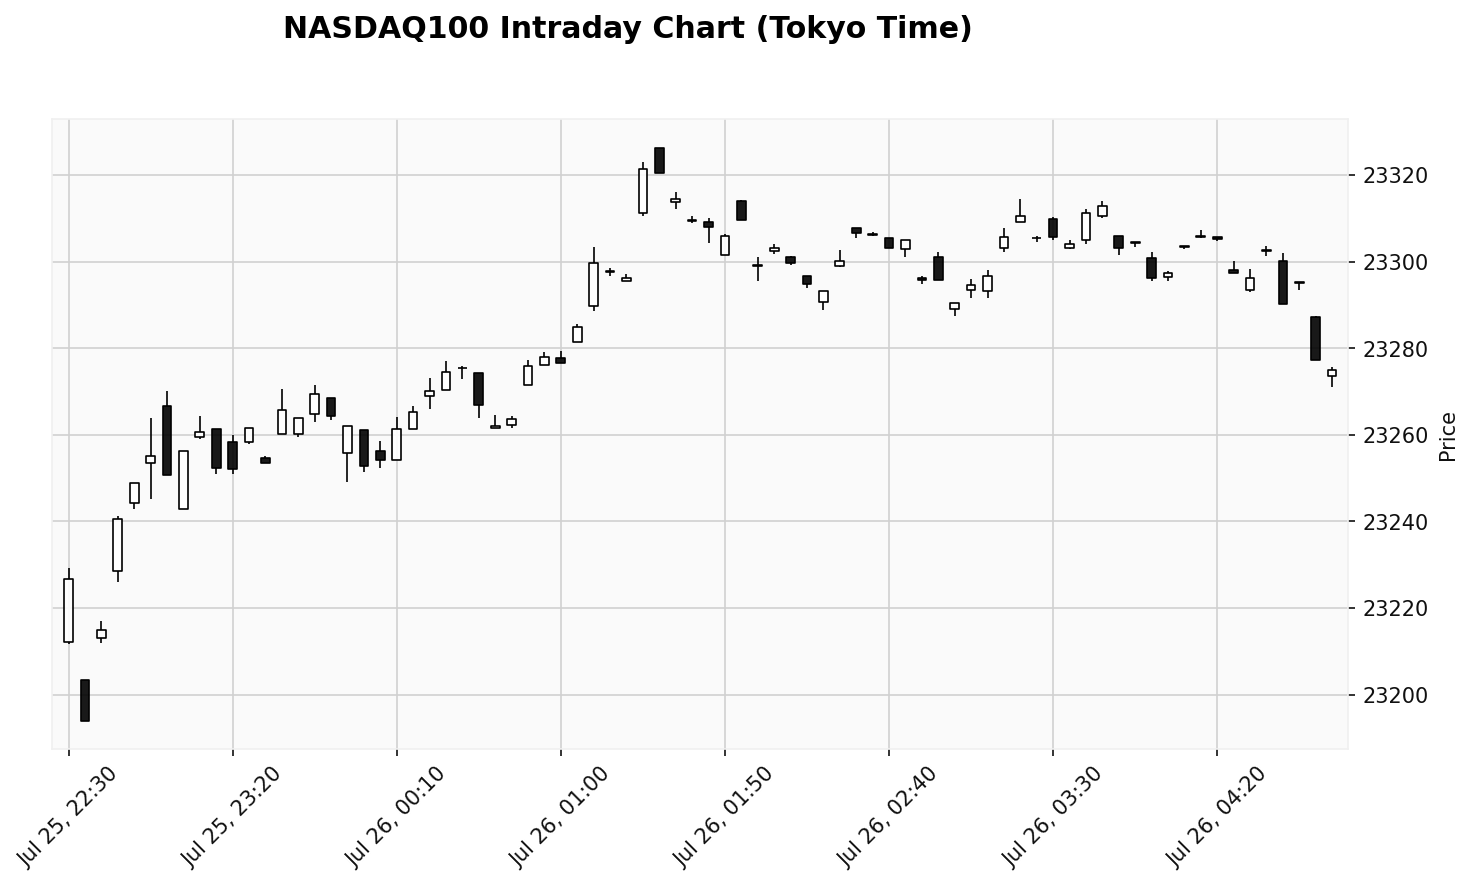 NASDAQ100 Intraday Chart (Tokyo Time)
23320
23300
23280
23260
23240
23220
23200
Price
Jul 25, 22:30
Jul 25, 23:20
Jul 26, 00:10
Jul 26, 01:00
Jul 26, 01:50
Jul 26, 02:40
Jul 26, 03:30
Jul 26, 04:20